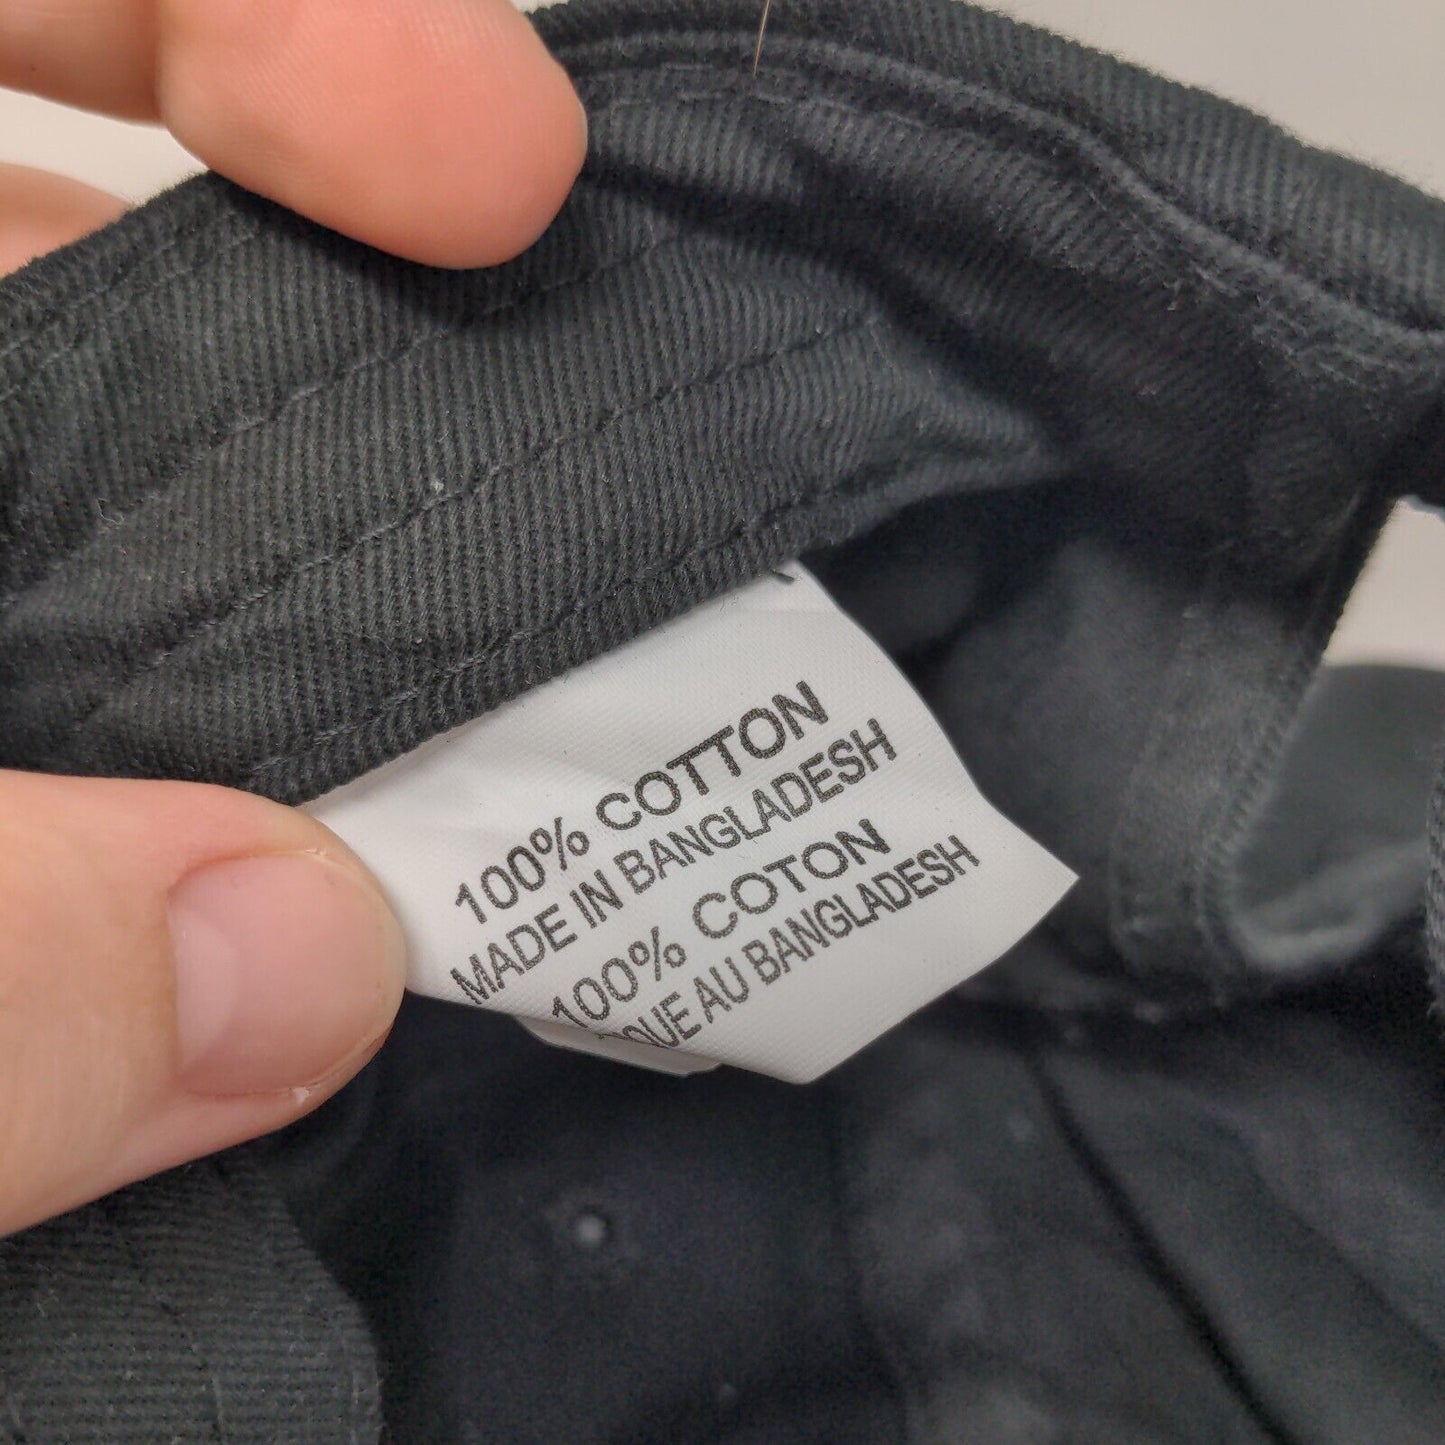 100% COTTON
MADE IN BANGLADESH
100% COTON
AU BANGLADESH